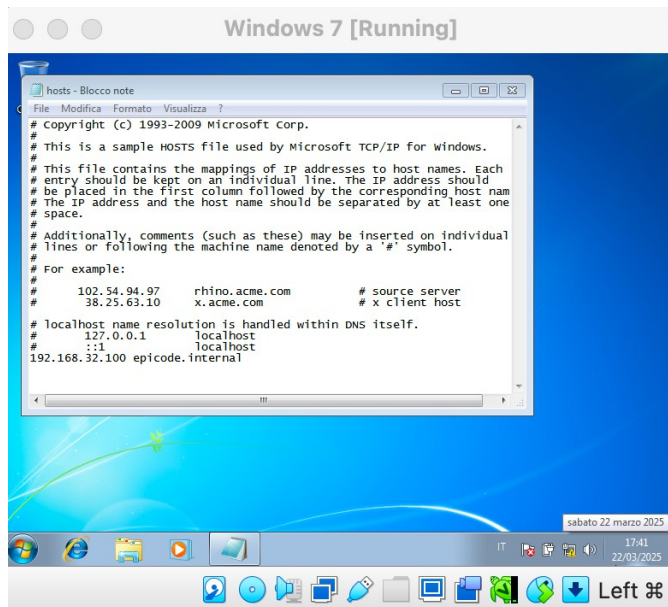 Windows 7 [Running]
hosts - Blocco note
File Modifica Formato Visualizza ?
# Copyright (c) 1993-2009 Microsoft Corp.
#
# This is a sample HOSTS file used by Microsoft TCP/IP for Windows.
#
# This file contains the mappings of IP addresses to host names. Each
# entry should be kept on an individual line. The IP address should
# be placed in the first column followed by the corresponding host nam
# The IP address and the host name should be separated by at least one
# space.
#
# Additionally, comments (such as these) may be inserted on individual
# lines or following the machine name denoted by a '#' symbol.
#
# For example:
#
# 102.54.94.97 rhino.acme.com # source server
# 38.25.63.10 x.acme.com # x client host
# localhost name resolution is handled within DNS itself.
# 127.0.0.1 localhost
# ::1 localhost
192.168.32.100 epicode.internal
sabato 22 marzo 2025
IT
17:41
22/03/2025
Left ⌘